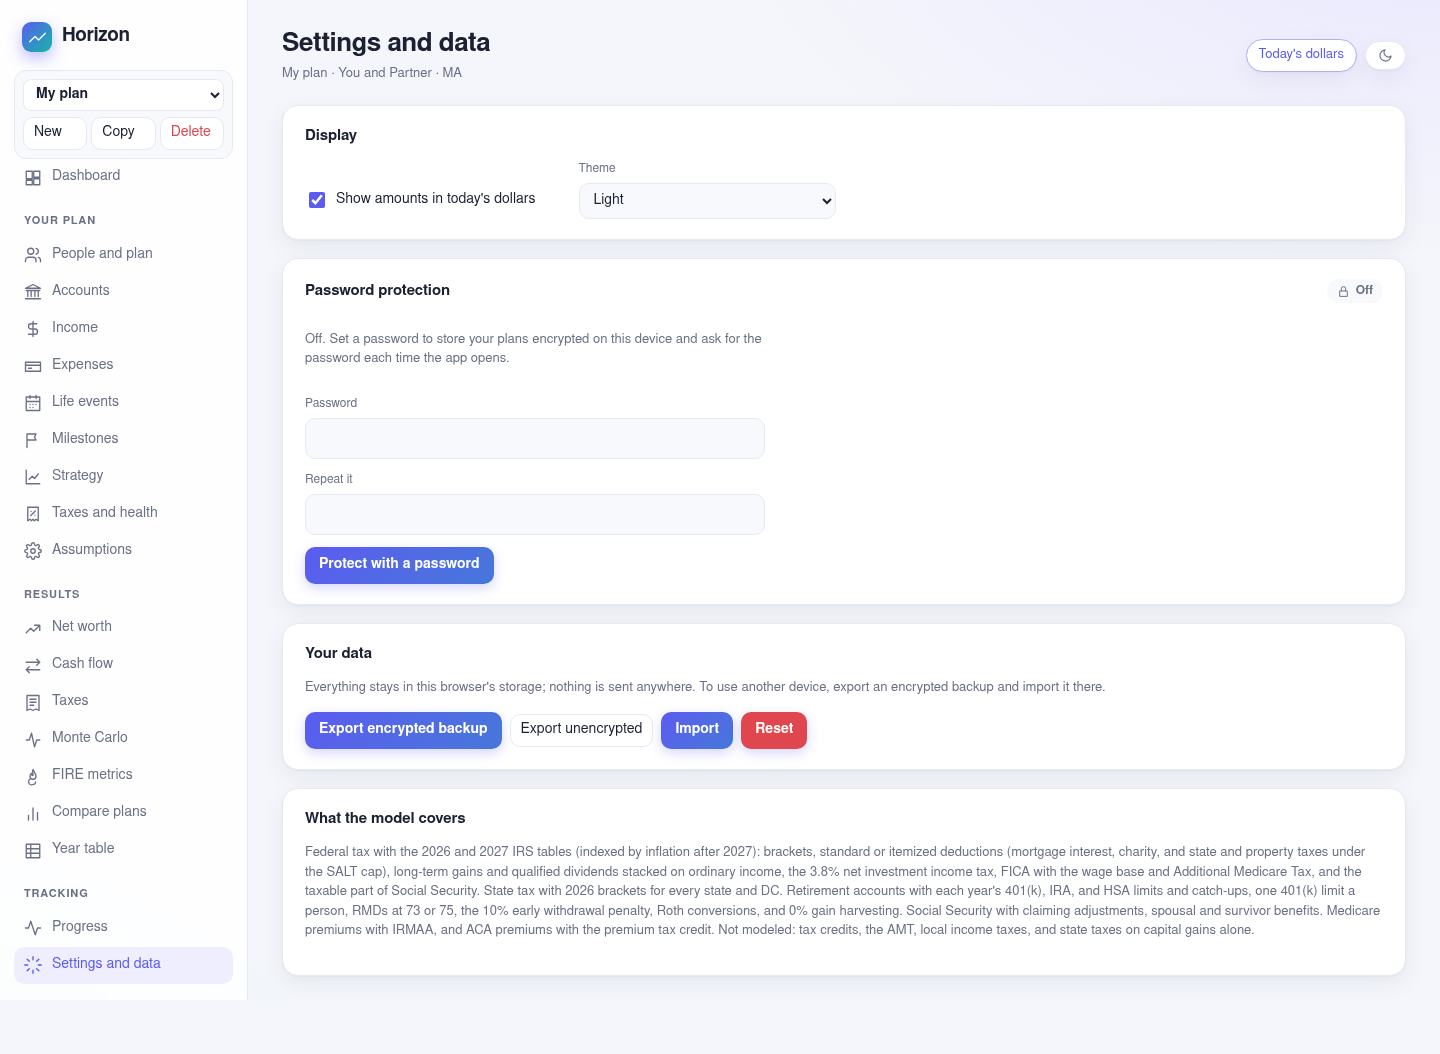 Horizon
My plan
New
Copy
Delete
Dashboard
YOUR PLAN
People and plan
Accounts
Income
Expenses
Life events
Milestones
Strategy
Taxes and health
Assumptions
RESULTS
Net worth
Cash flow
Taxes
Monte Carlo
FIRE metrics
Compare plans
Year table
TRACKING
Progress
Settings and data
Settings and data
My plan · You and Partner · MA
Today's dollars
Display
Show amounts in today's dollars
Theme
Light
Password protection
Off
Off. Set a password to store your plans encrypted on this device and ask for the
password each time the app opens.
Password
Repeat it
Protect with a password
Your data
Everything stays in this browser's storage; nothing is sent anywhere. To use another device, export an encrypted backup and import it there.
Export encrypted backup
Export unencrypted
Import
Reset
What the model covers
Federal tax with the 2026 and 2027 IRS tables (indexed by inflation after 2027): brackets, standard or itemized deductions (mortgage interest, charity, and state and property taxes under
the SALT cap), long-term gains and qualified dividends stacked on ordinary income, the 3.8% net investment income tax, FICA with the wage base and Additional Medicare Tax, and the
taxable part of Social Security. State tax with 2026 brackets for every state and DC. Retirement accounts with each year's 401(k), IRA, and HSA limits and catch-ups, one 401(k) limit a
person, RMDs at 73 or 75, the 10% early withdrawal penalty, Roth conversions, and 0% gain harvesting. Social Security with claiming adjustments, spousal and survivor benefits. Medicare
premiums with IRMAA, and ACA premiums with the premium tax credit. Not modeled: tax credits, the AMT, local income taxes, and state taxes on capital gains alone.